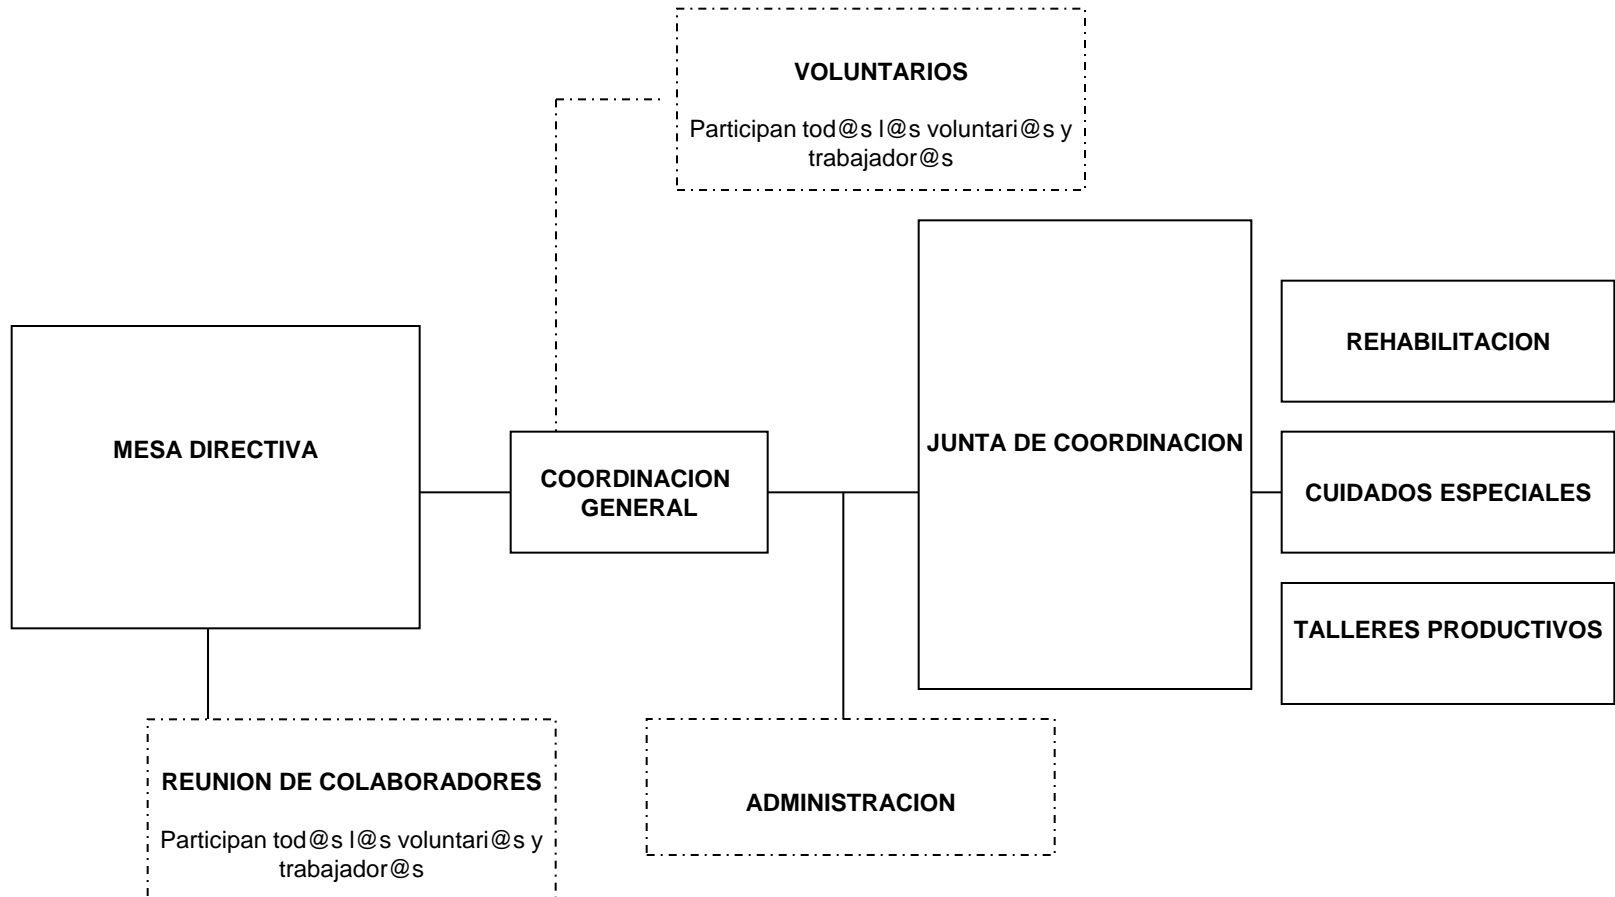 VOLUNTARIOS
Participan tod@s l@s voluntari@s y
trabajador@s
REHABILITACION
MESA DIRECTIVA
JUNTA DE COORDINACION
COORDINACION
GENERAL
CUIDADOS ESPECIALES
TALLERES PRODUCTIVOS
REUNION DE COLABORADORES
Participan tod@s l@s voluntari@s y
trabajador@s
ADMINISTRACION